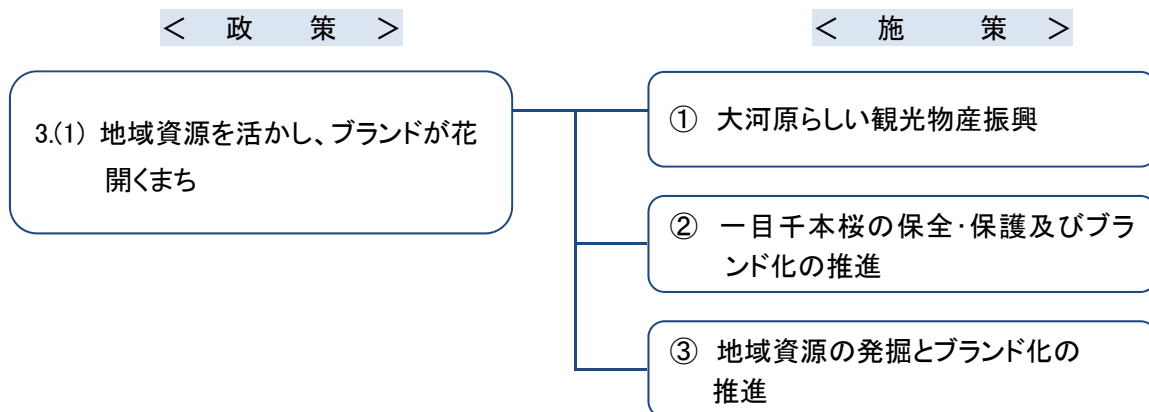 ＜ 政 策 ＞
＜ 施 策 ＞
3.(1) 地域資源を活かし、ブランドが花
開くまち
① 大河原らしい観光物産振興
② 一目千本桜の保全・保護及びブラ
ンド化の推進
③ 地域資源の発掘とブランド化の
推進